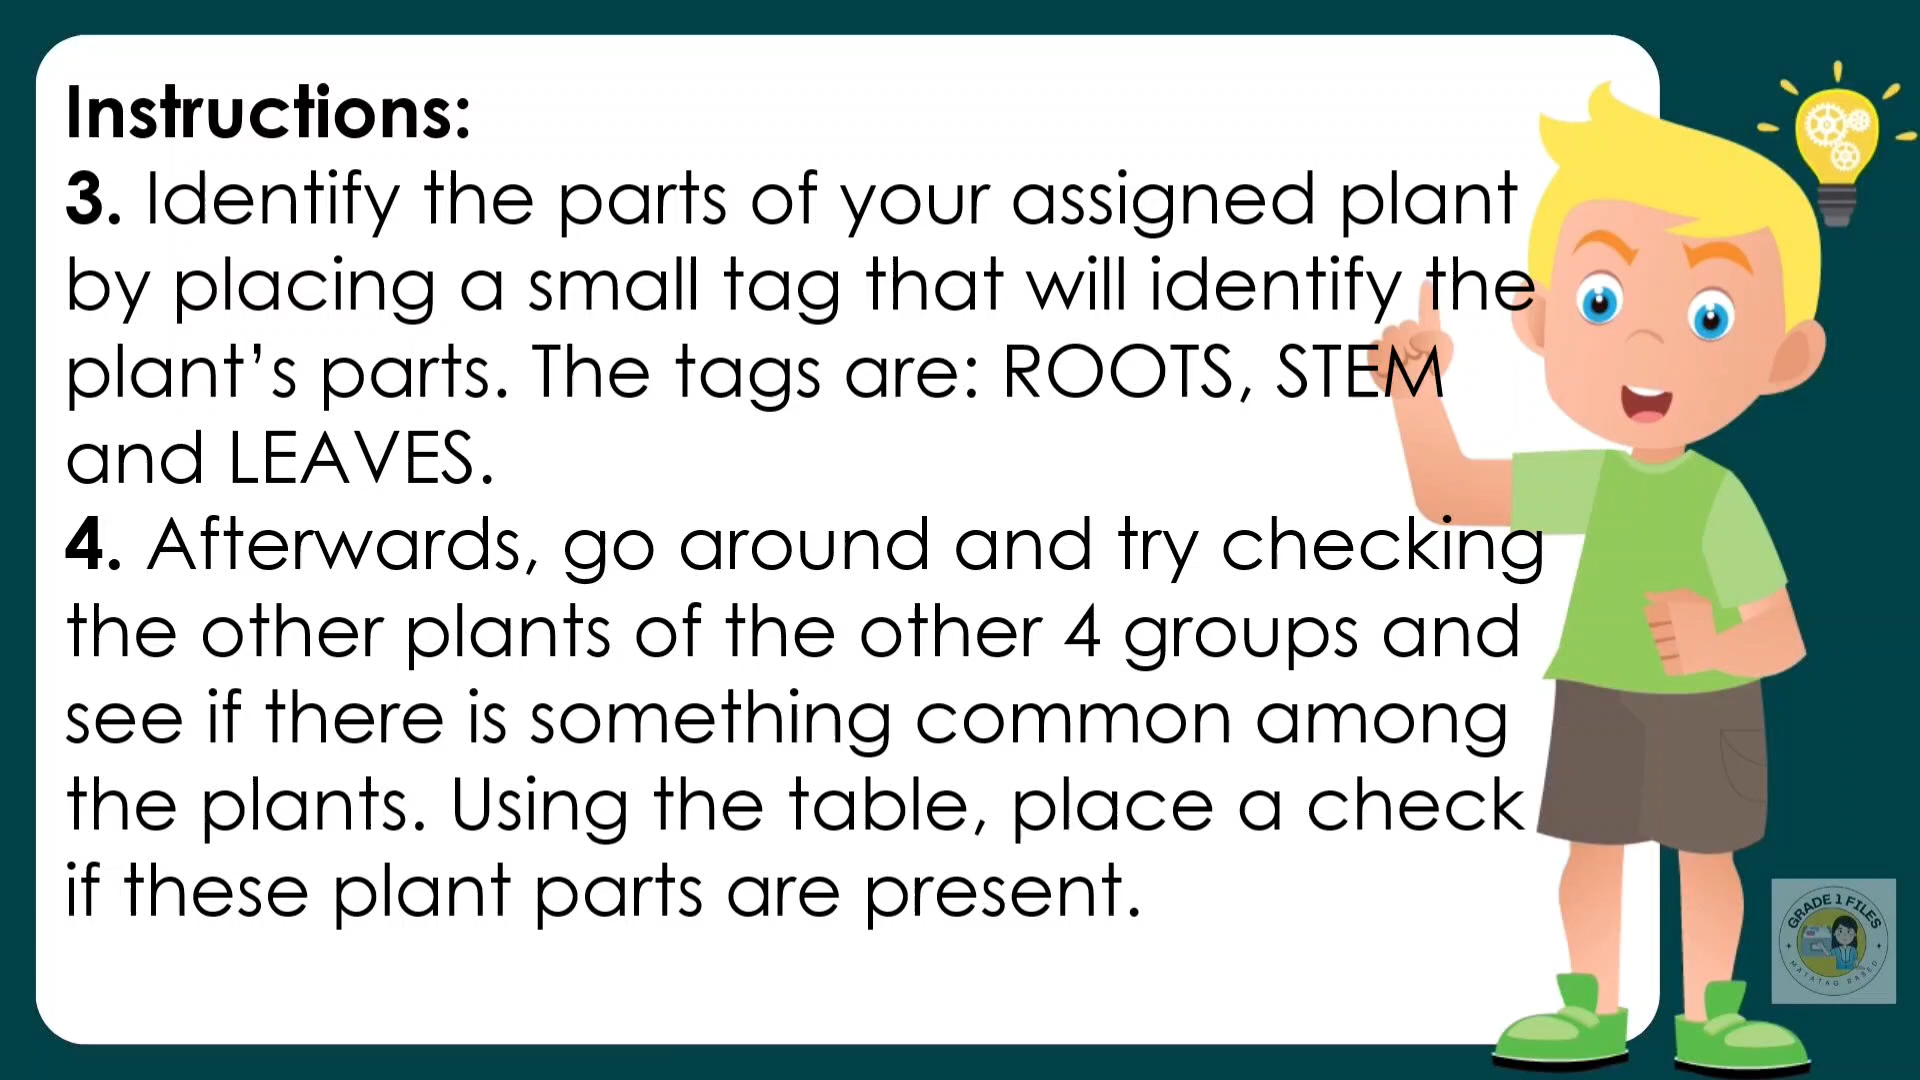 Instructions:
3. Identify the parts of your assigned plant
by placing a small tag that will identify the
plant’s parts. The tags are: ROOTS, STEM
and LEAVES.
4. Afterwards, go around and try checking
the other plants of the other 4 groups and
see if there is something common among
the plants. Using the table, place a check
if these plant parts are present.
GRADE 1 FILES
MATATAG BASED